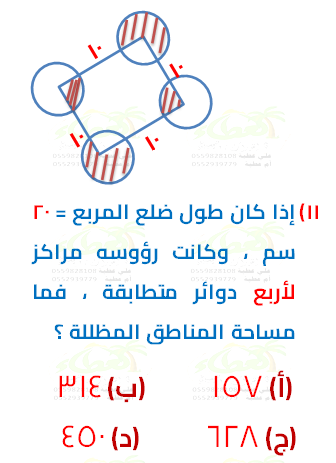 ١٠
١٠
١٠
١٠
١١) إذا كان طول ضلع المربع = ٢٠
سم ، وكانت رؤوسه مراكز
لأربع دوائر متطابقة ، فما
مساحة المناطق المظللة ؟
(أ) ١٥٧ (ب) ٣١٤
(ج) ٦٢٨ (د) ٤٥٠